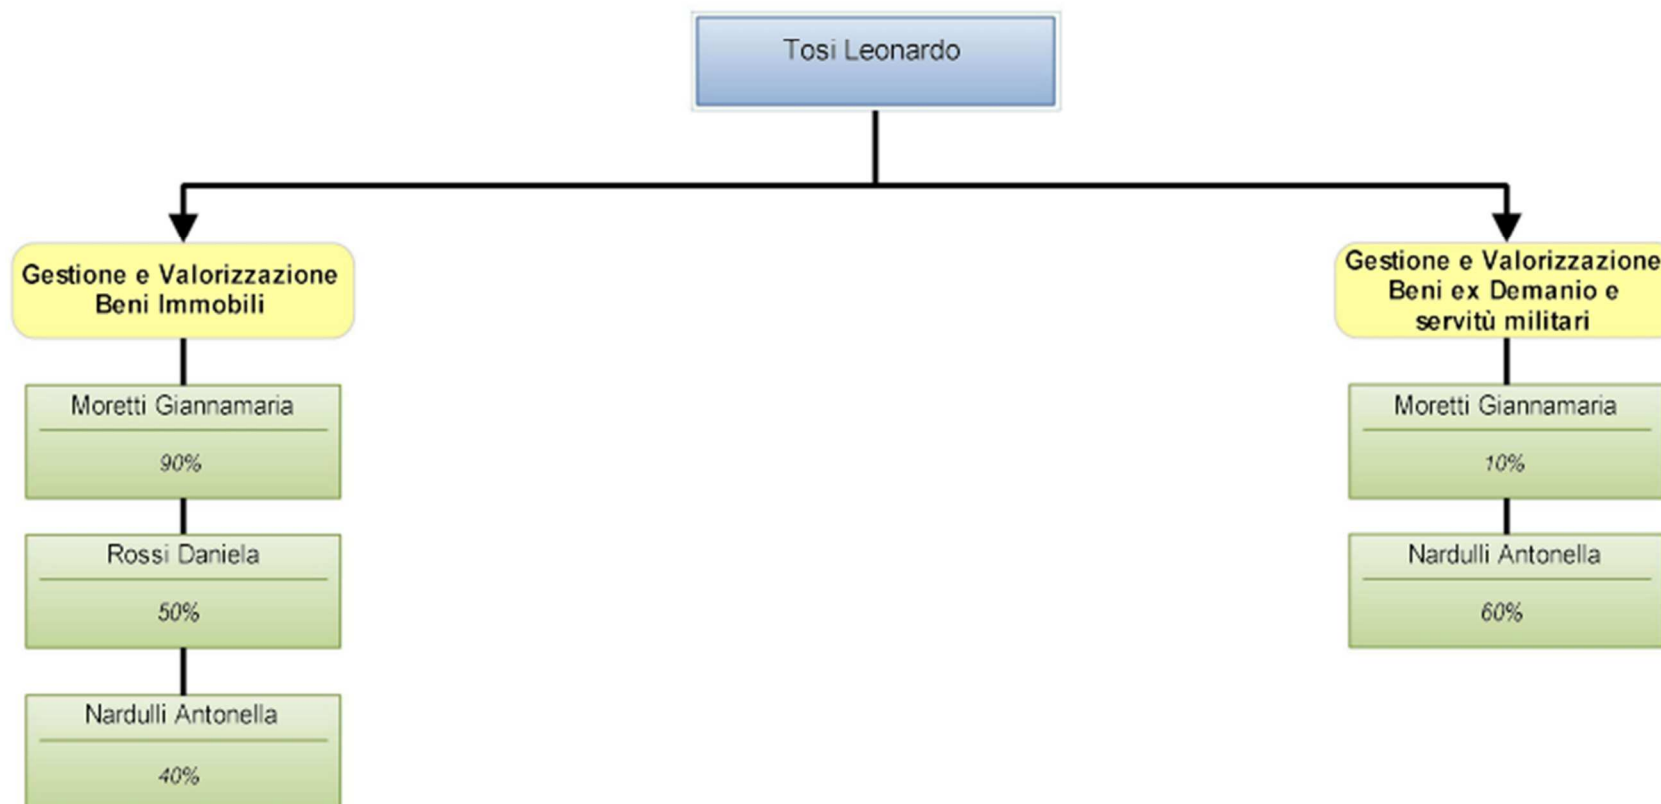 Tosi Leonardo
Gestione e Valorizzazione
Beni Immobili
Moretti Giannamaria
90%
Rossi Daniela
50%
Nardulli Antonella
40%
Gestione e Valorizzazione
Beni ex Demanio e
servitù militari
Moretti Giannamaria
10%
Nardulli Antonella
60%